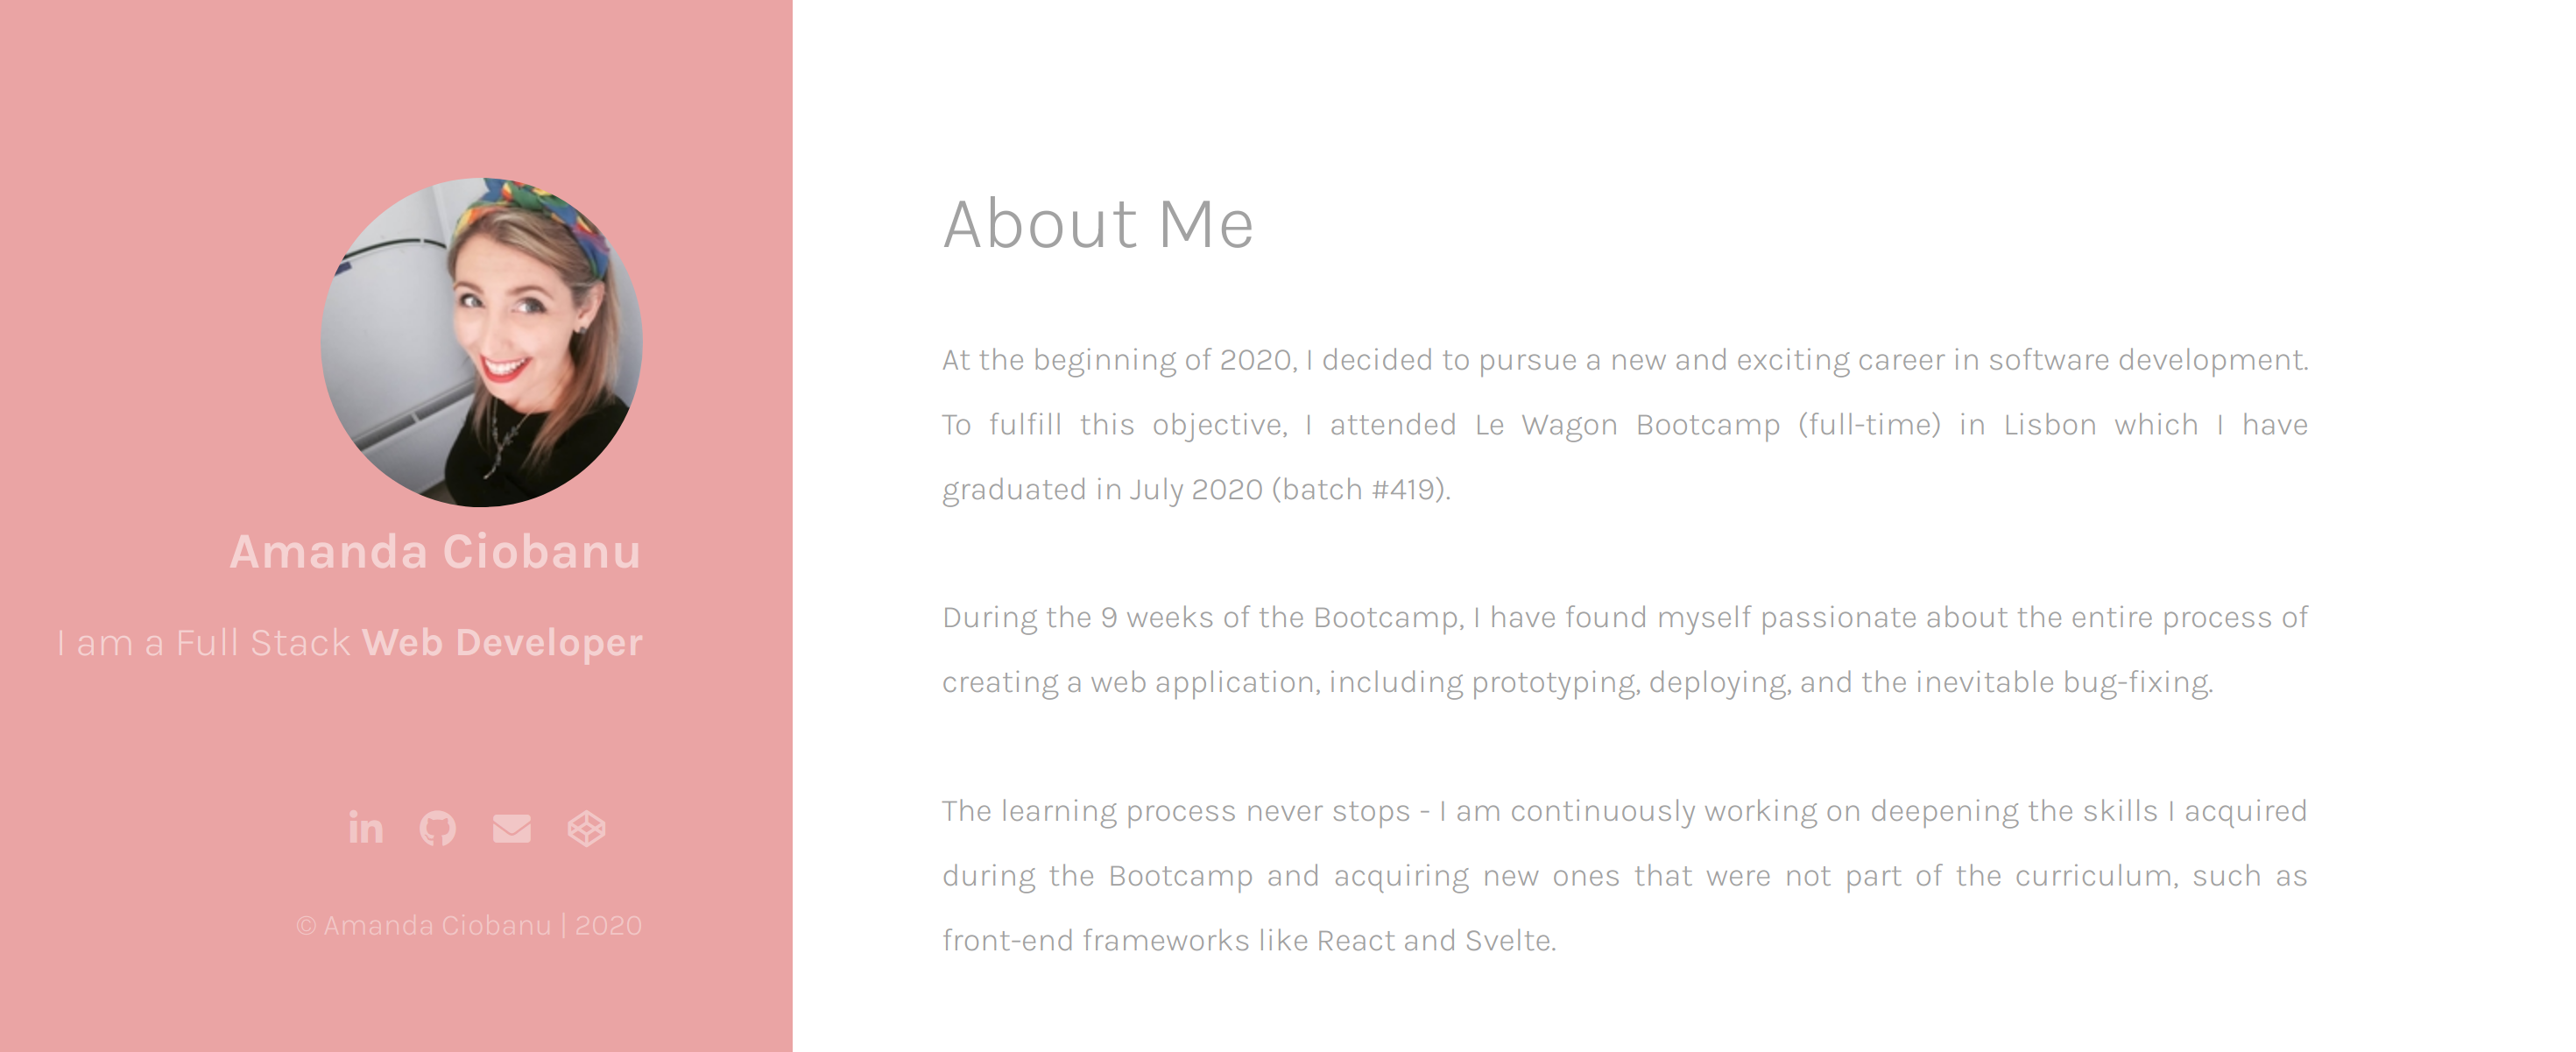 Amanda Ciobanu
I am a Full Stack Web Developer
in
© Amanda Ciobanu | 2020
About Me
At the beginning of 2020, I decided to pursue a new and exciting career in software development.
To fulfill this objective, I attended Le Wagon Bootcamp (full-time) in Lisbon which I have
graduated in July 2020 (batch #419).
During the 9 weeks of the Bootcamp, I have found myself passionate about the entire process of
creating a web application, including prototyping, deploying, and the inevitable bug-fixing.
The learning process never stops - I am continuously working on deepening the skills I acquired
during the Bootcamp and acquiring new ones that were not part of the curriculum, such as
front-end frameworks like React and Svelte.